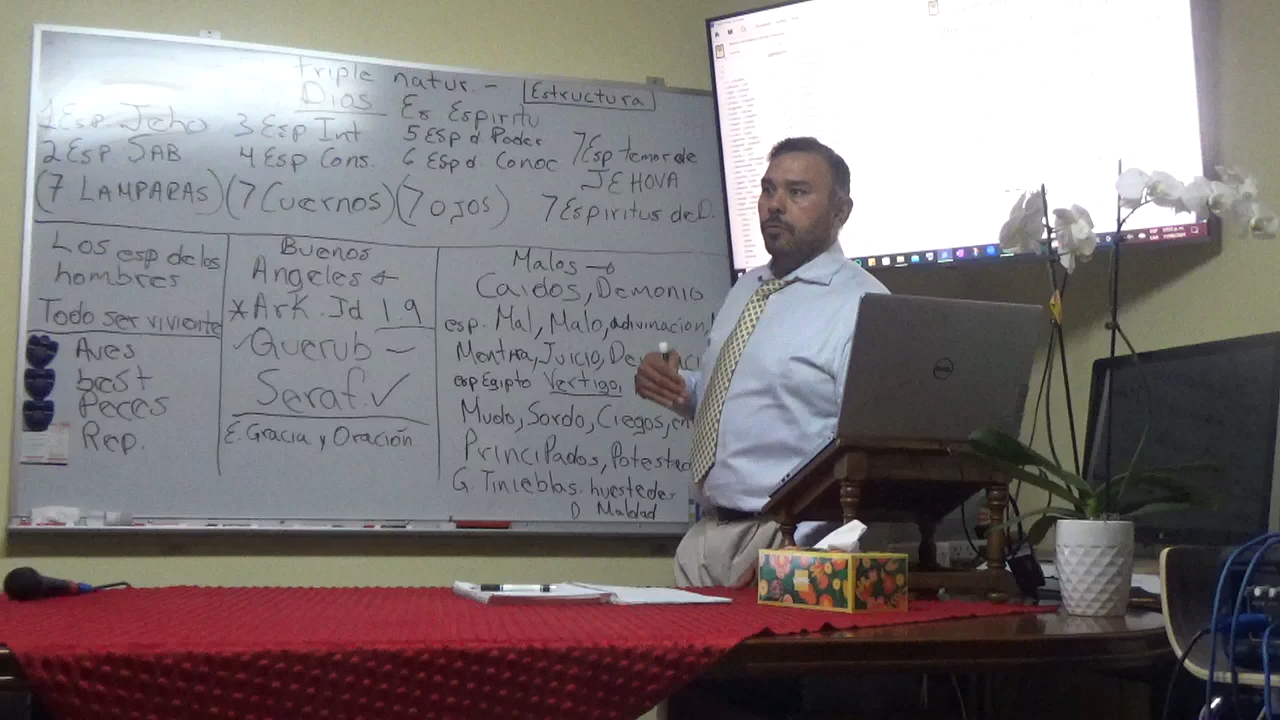 triple natur. - Estructura
Dios Es Espiritu
1 Esp Jeho 3 Esp Int 5 ESP d Poder
2 ESP SAB 4 Esp Cons. 6 Esp d Conoc 7 Esp temor de
JEHOVA
(7 LAMPARAS) (7 Cuernos) (7 OJOS) 7 Espiritus de D.
Los esp de los
hombres
Todo ser viviente
Aves
best
Peces
Rep.
Buenos
Angeles
*Ark. Jd 19
Querub -
Seraf. ✓
E. Gracia y Oración
Malos
Caidos, Demonio
esp. Mal, Malo, adivinacion,
Mentira, Juicio,
esp Egipto Vertigo,
Mudo, Sordo, Ciegos, en
Principados, Potestad
G. Tinieblas. huestedes
D Maldad
DELL